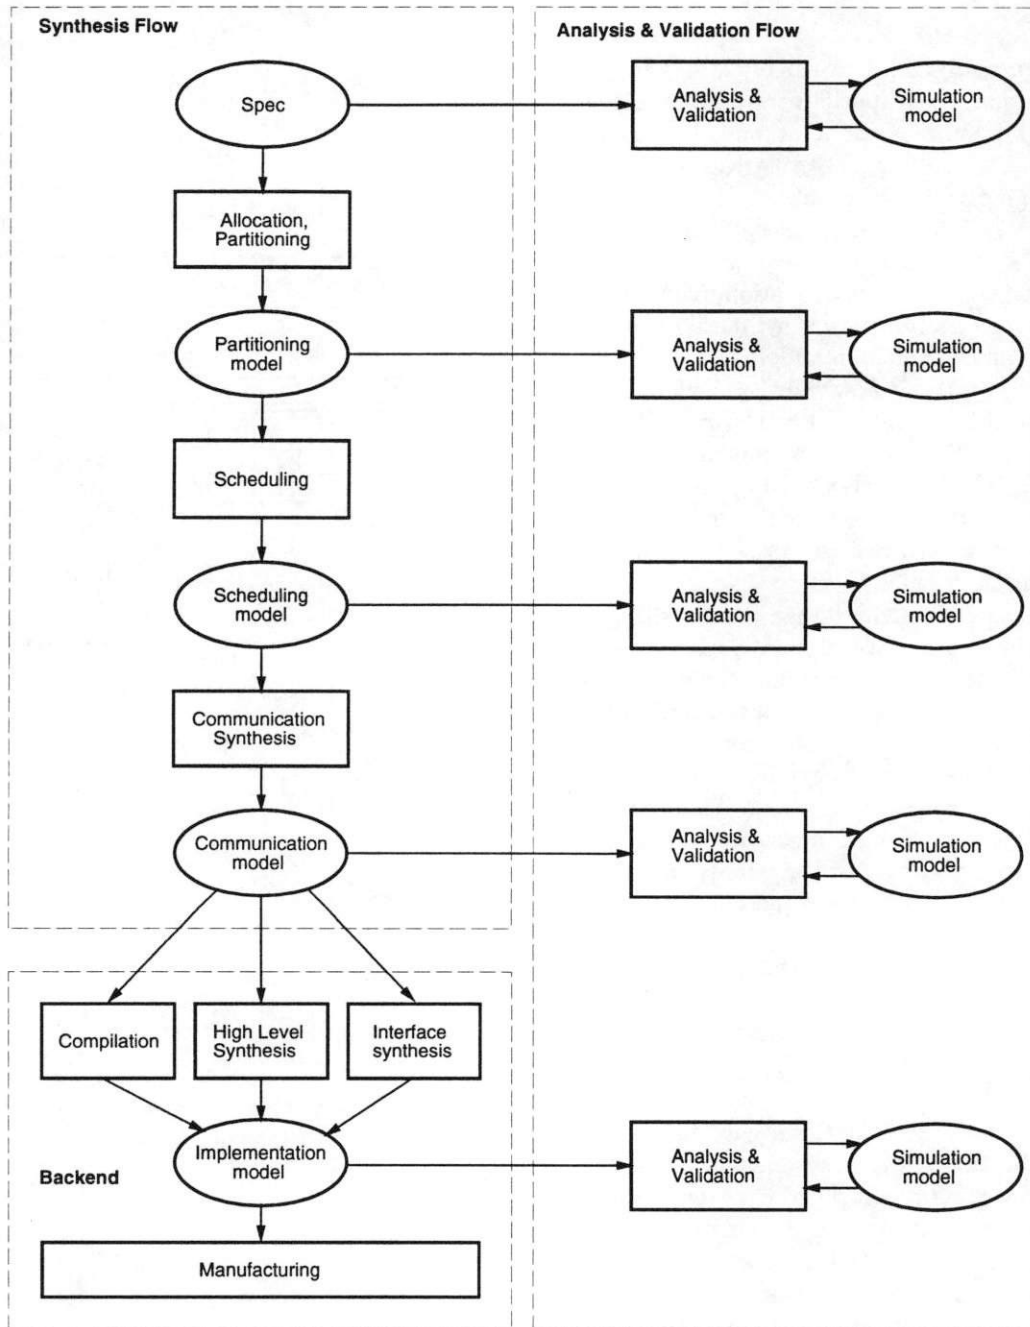 Synthesis Flow
Analysis & Validation Flow
Spec
Analysis &
Validation
Simulation
model
Allocation,
Partitioning
Partitioning
model
Analysis &
Validation
Simulation
model
Scheduling
Scheduling
model
Analysis &
Validation
Simulation
model
Communication
Synthesis
Communication
model
Analysis &
Validation
Simulation
model
Compilation
High Level
Synthesis
Interface
synthesis
Implementation
model
Analysis &
Validation
Simulation
model
Backend
Manufacturing